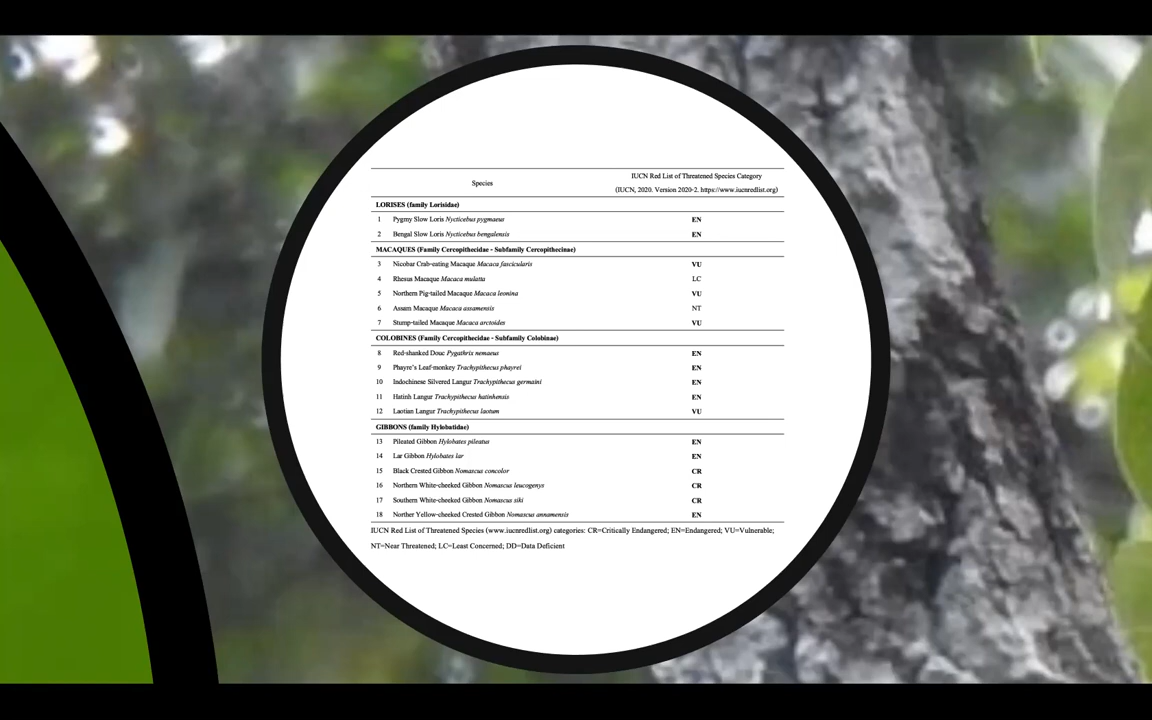 Species
IUCN Red List of Threatened Species Category
(IUCN, 2020. Version 2020-2. https://www.iucnredlist.org)
LORISES (family Lorisidae)
1 Pygmy Slow Loris Nycticebus pygmaeus EN
2 Bengal Slow Loris Nycticebus bengalensis EN
MACAQUES (Family Cercopithecidae - Subfamily Cercopithecinae)
3 Nicobar Crab-eating Macaque Macaca fascicularis VU
4 Rhesus Macaque Macaca mulatta LC
5 Northern Pig-tailed Macaque Macaca leonina VU
6 Assam Macaque Macaca assamensis NT
7 Stump-tailed Macaque Macaca arctoides VU
COLOBINES (Family Cercopithecidae - Subfamily Colobinae)
8 Red-shanked Douc Pygathrix nemaeus EN
9 Phayre's Leaf-monkey Trachypithecus phayrei EN
10 Indochinese Silvered Langur Trachypithecus germaini EN
11 Hatinh Langur Trachypithecus hatinhensis EN
12 Laotian Langur Trachypithecus laotum VU
GIBBONS (family Hylobatidae)
13 Pileated Gibbon Hylobates pileatus EN
14 Lar Gibbon Hylobates lar EN
15 Black Crested Gibbon Nomascus concolor CR
16 Northern White-cheeked Gibbon Nomascus leucogenys CR
17 Southern White-cheeked Gibbon Nomascus siki CR
18 Norther Yellow-cheeked Crested Gibbon Nomascus annamensis EN
IUCN Red List of Threatened Species (www.iucnredlist.org) categories: CR=Critically Endangered; EN=Endangered; VU=Vulnerable;
NT=Near Threatened; LC=Least Concerned; DD=Data Deficient